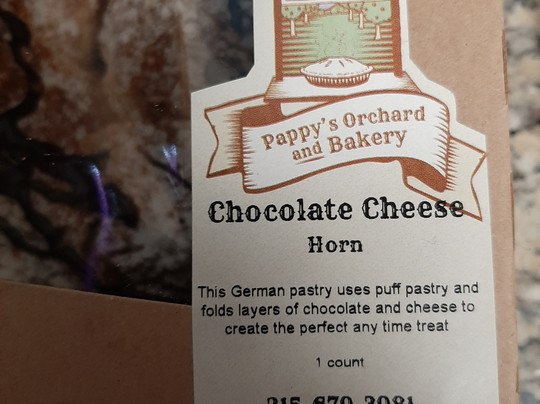 Pappy's Orchard
and Bakery
Chocolate Cheese
Horn
This German pastry uses puff pastry and
folds layers of chocolate and cheese to
create the perfect any time treat
1 count